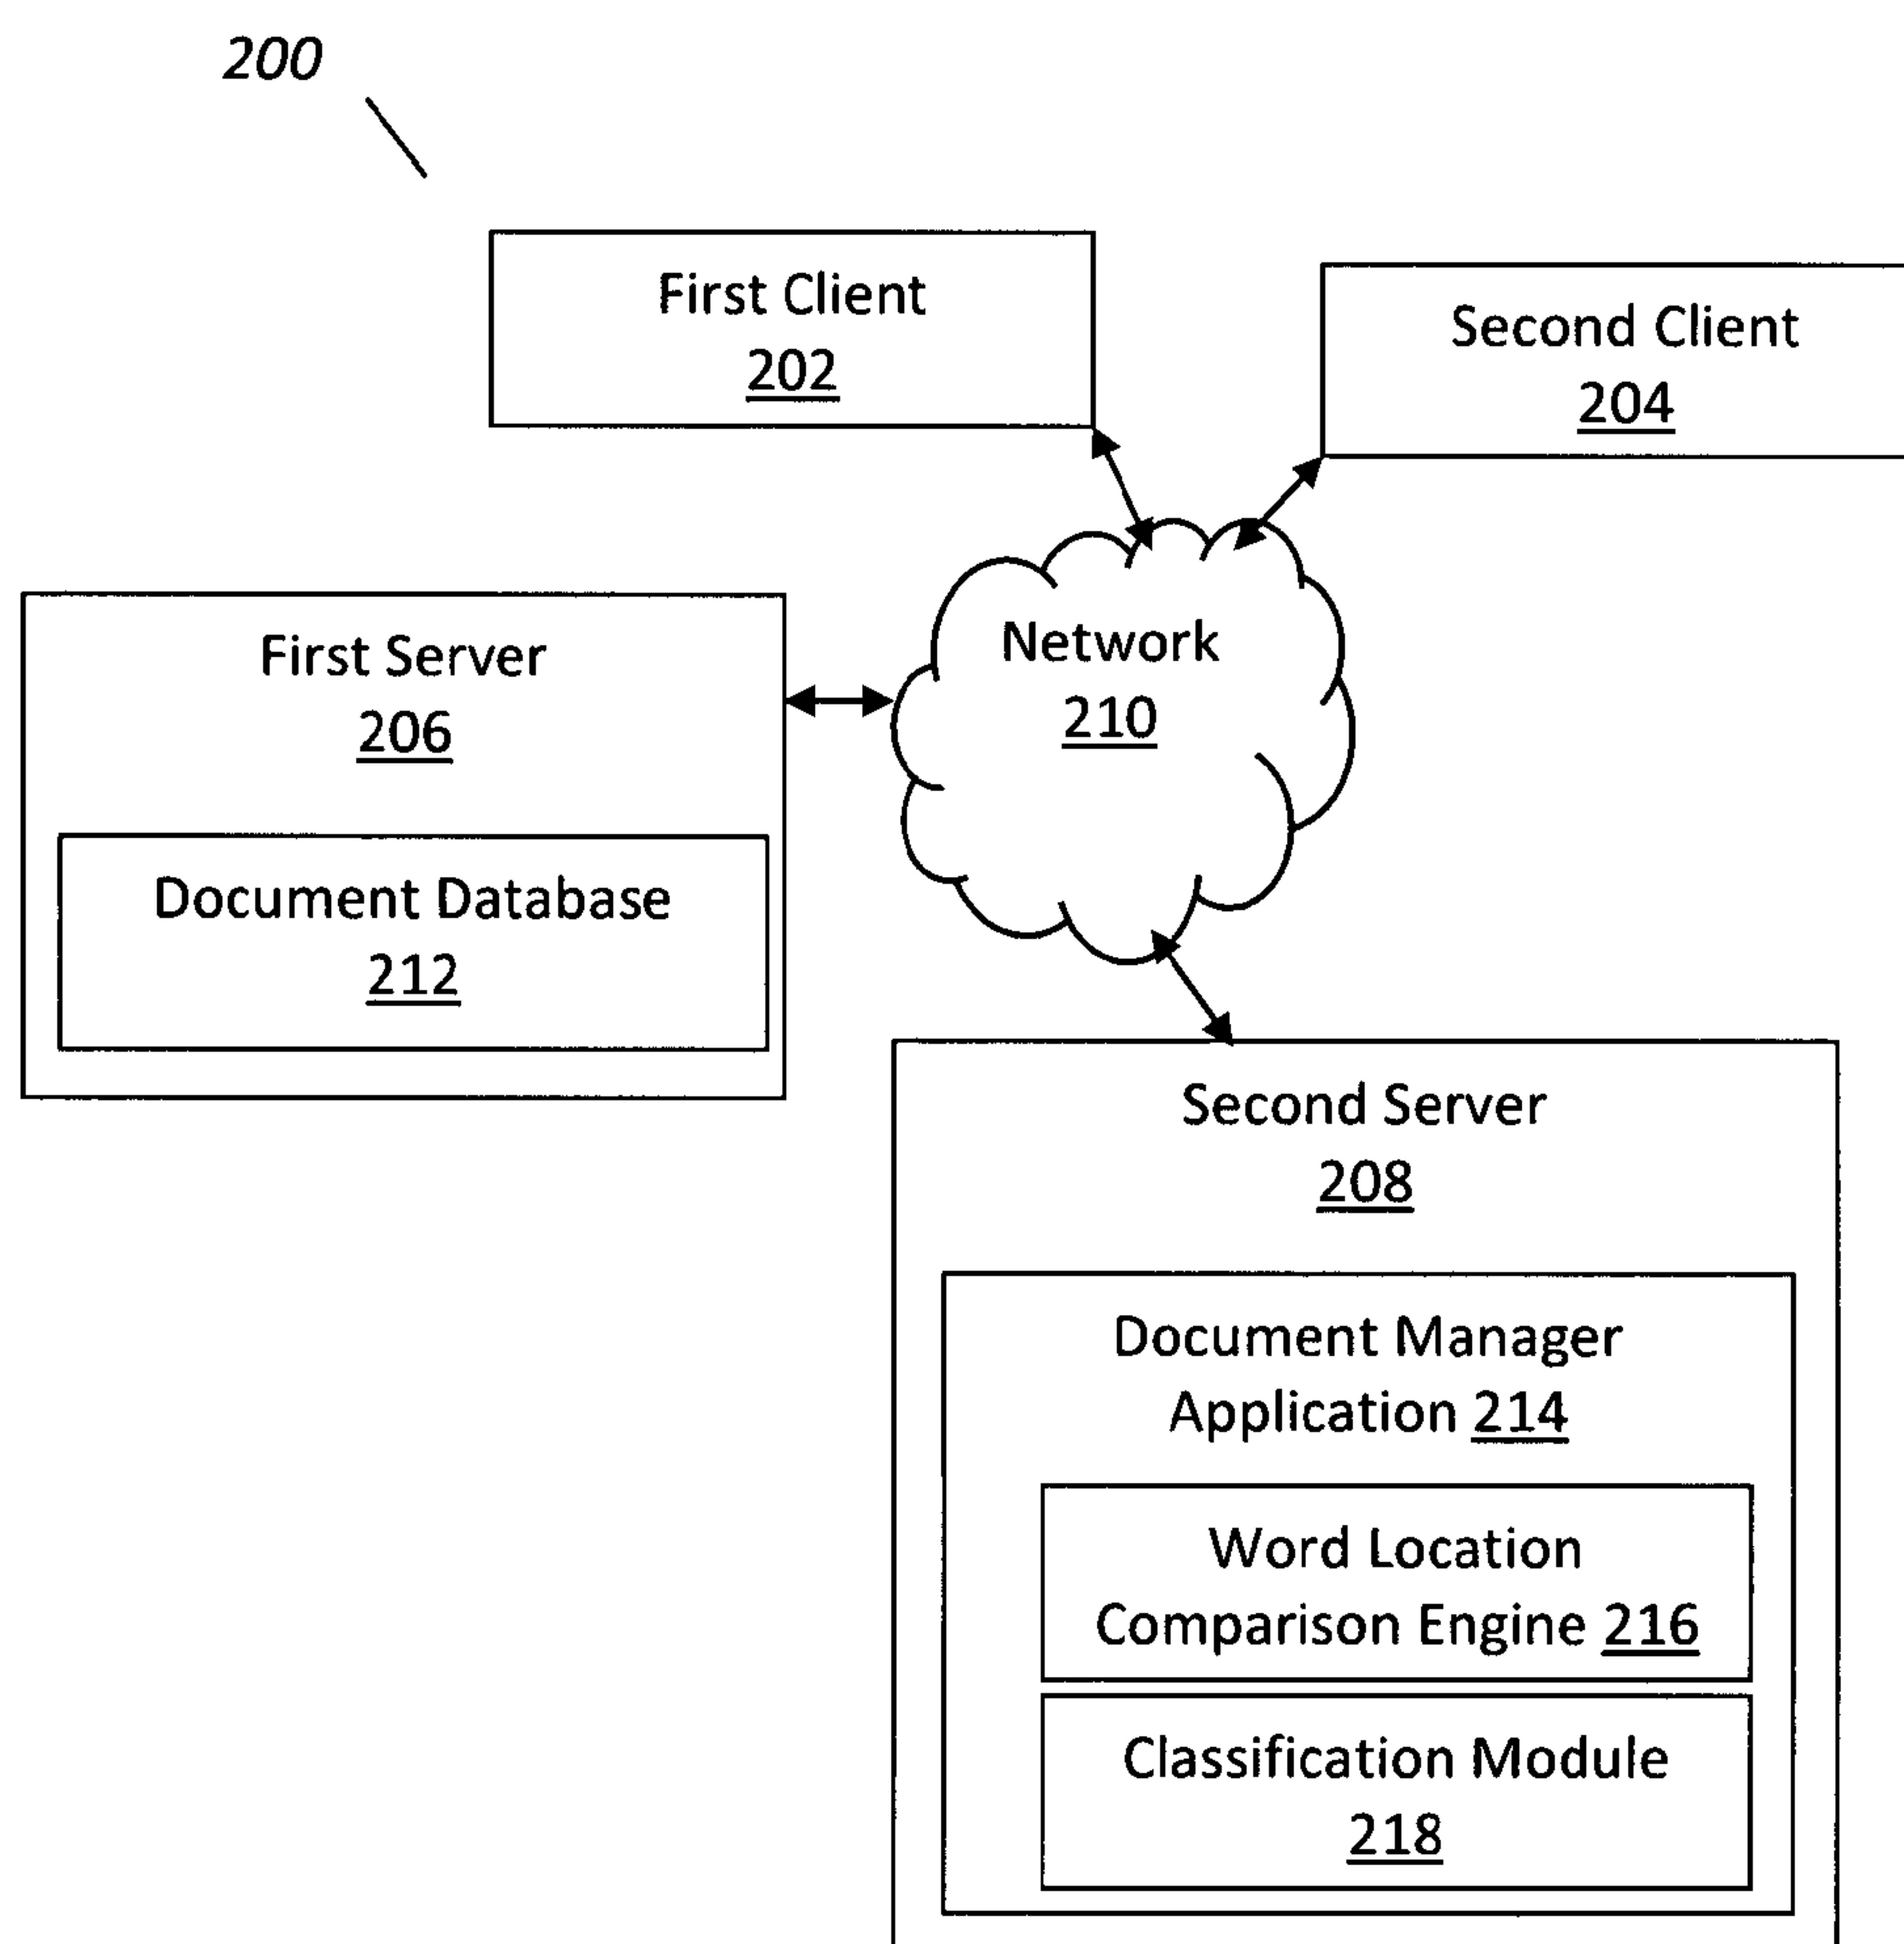 200
First Client
202
Second Client
204
Network
210
First Server
206
Document Database
212
Second Server
208
Document Manager
Application 214
Word Location
Comparison Engine 216
Classification Module
218